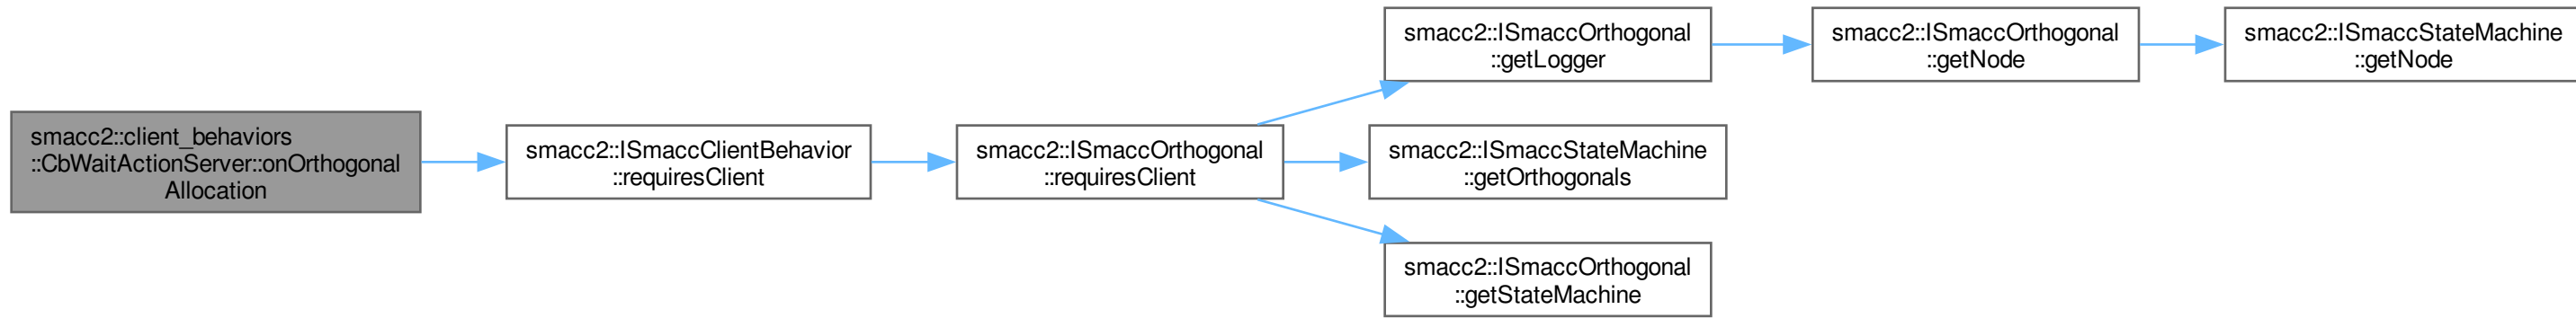 smacc2::client_behaviors
::CbWaitActionServer::onOrthogonal
Allocation
smacc2::ISmaccClientBehavior
::requiresClient
smacc2::ISmaccOrthogonal
::requiresClient
smacc2::ISmaccOrthogonal
::getLogger
smacc2::ISmaccOrthogonal
::getNode
smacc2::ISmaccStateMachine
::getNode
smacc2::ISmaccStateMachine
::getOrthogonals
smacc2::ISmaccOrthogonal
::getStateMachine